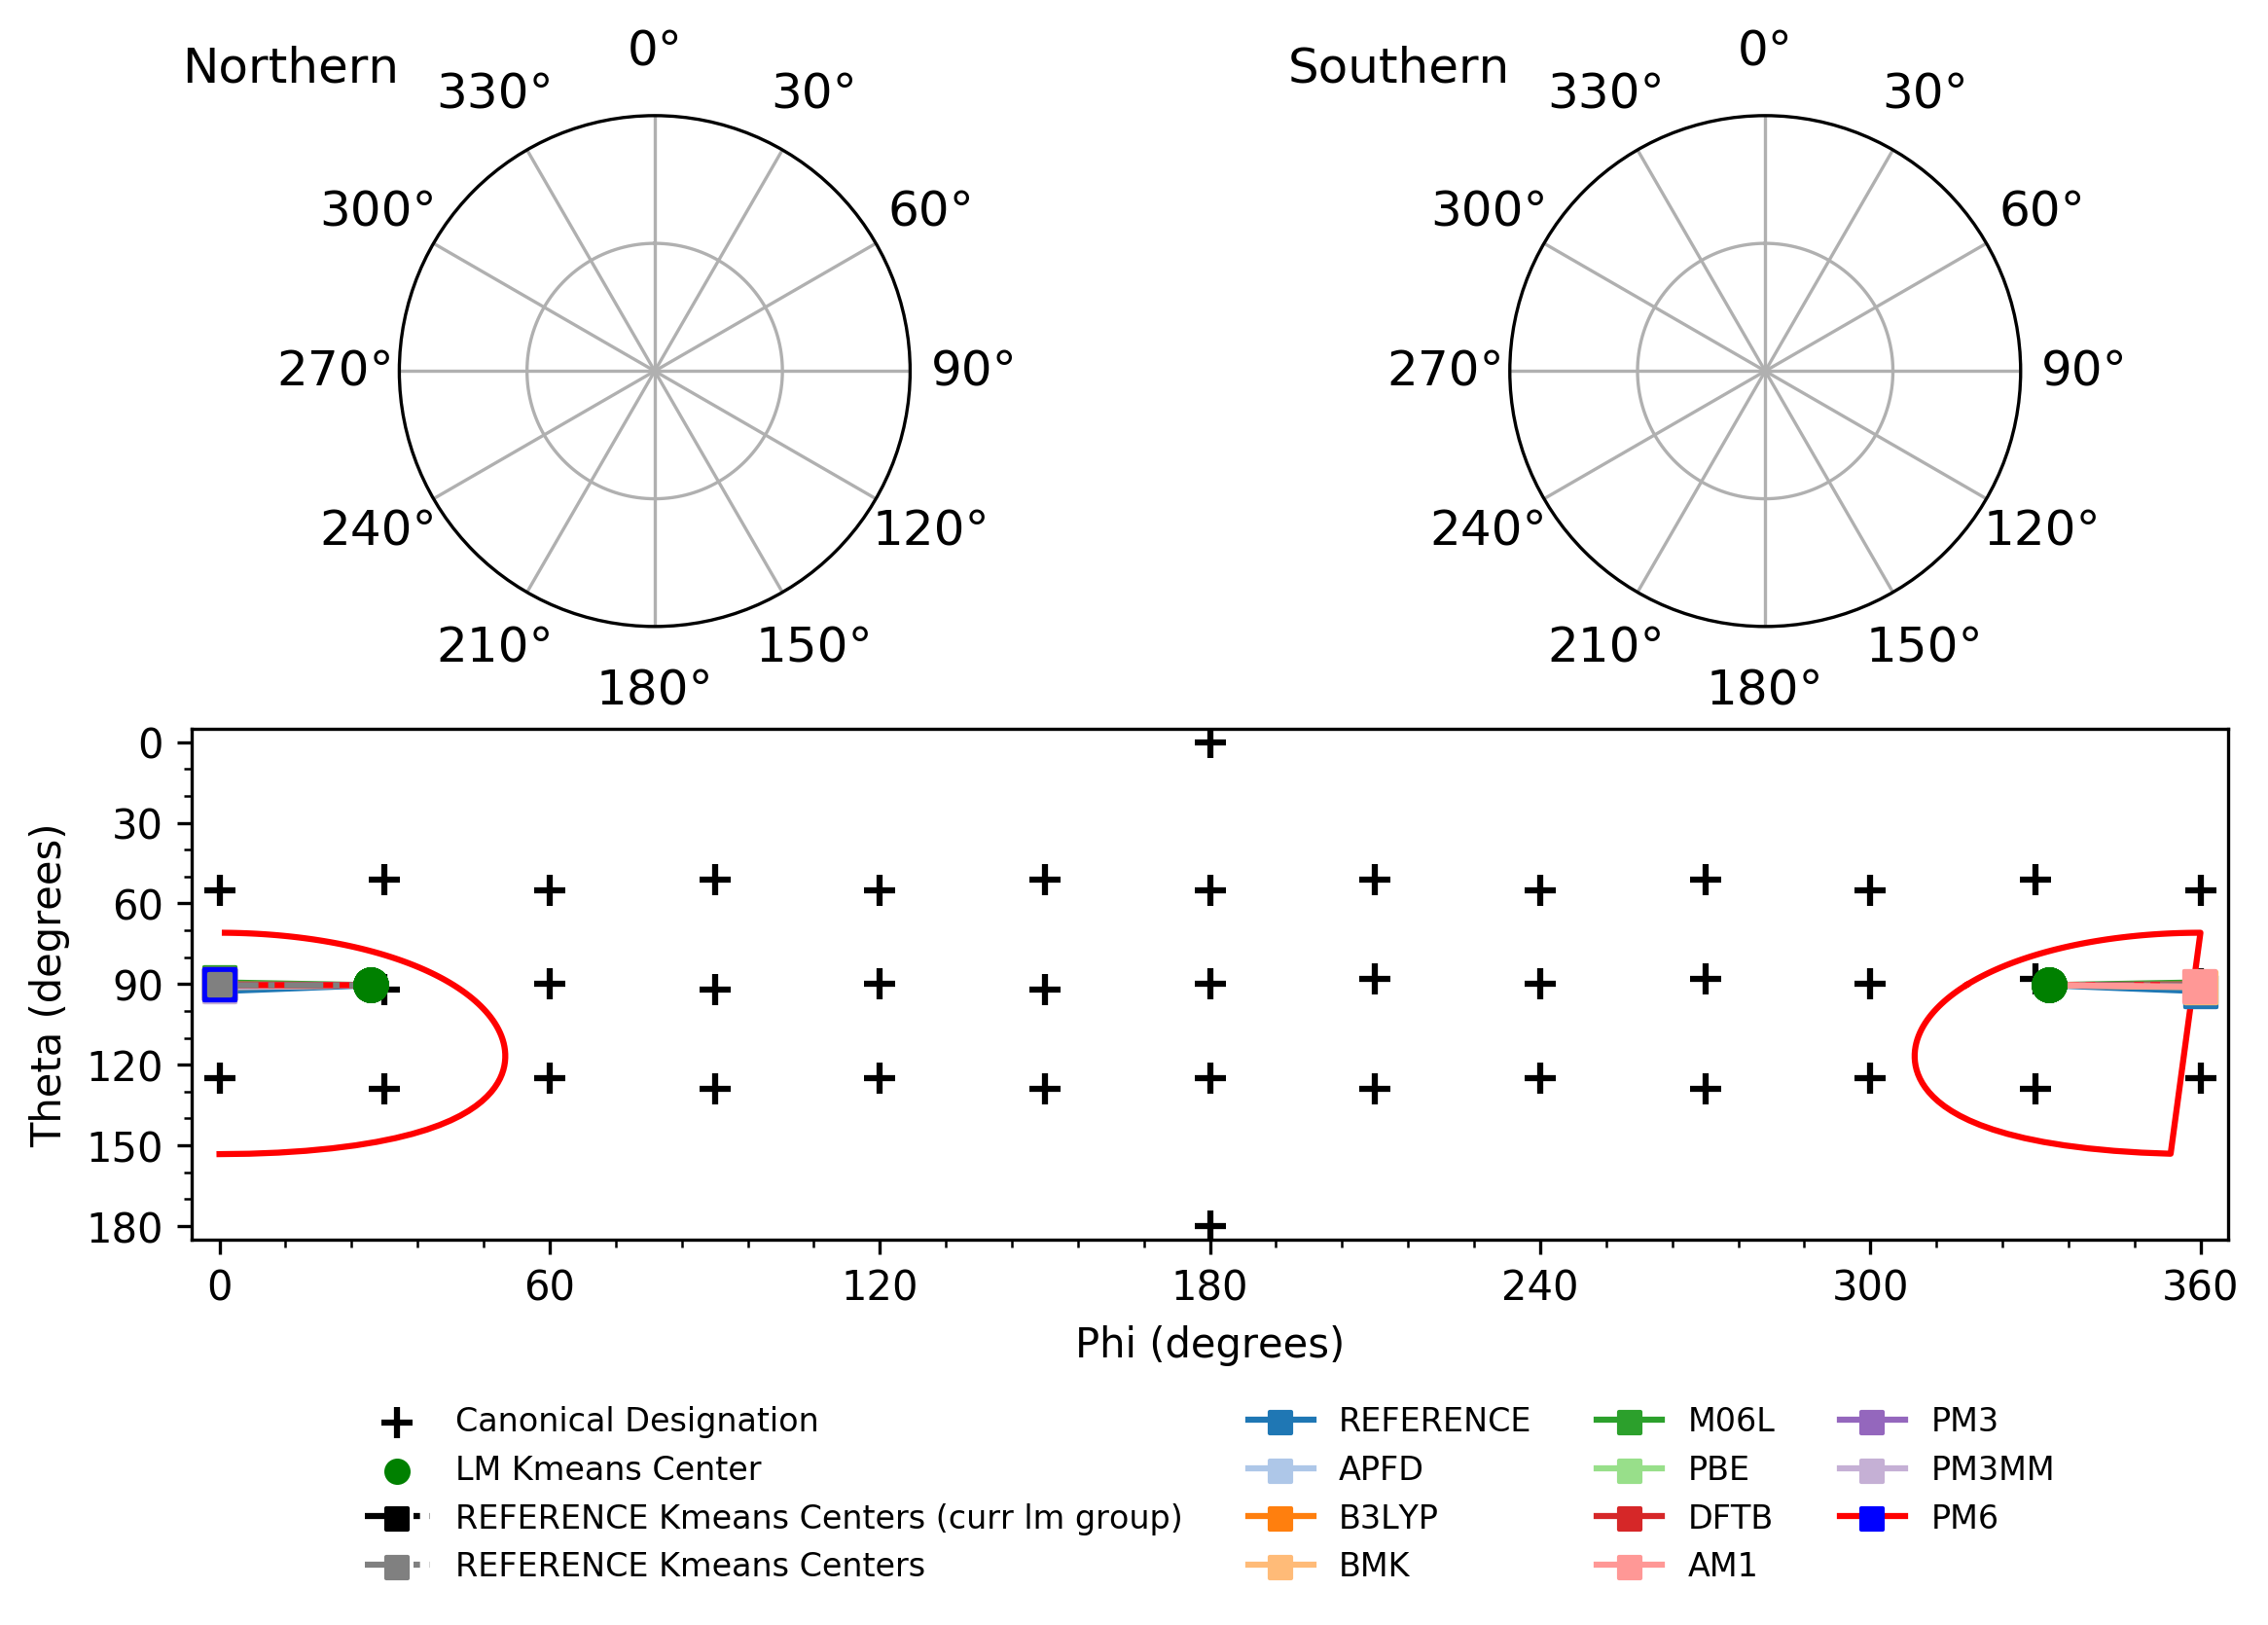 Northern
0°
30°
60°
90°
120°
150°
180°
210°
240°
270°
300°
330°
Southern
0°
30°
60°
90°
120°
150°
180°
210°
240°
270°
300°
330°
Theta (degrees)
0
30
60
90
120
150
180
0 60 120 180 240 300 360
Phi (degrees)
Canonical Designation
LM Kmeans Center
REFERENCE Kmeans Centers (curr lm group)
REFERENCE Kmeans Centers
REFERENCE
APFD
B3LYP
BMK
M06L
PBE
DFTB
AM1
PM3
PM3MM
PM6